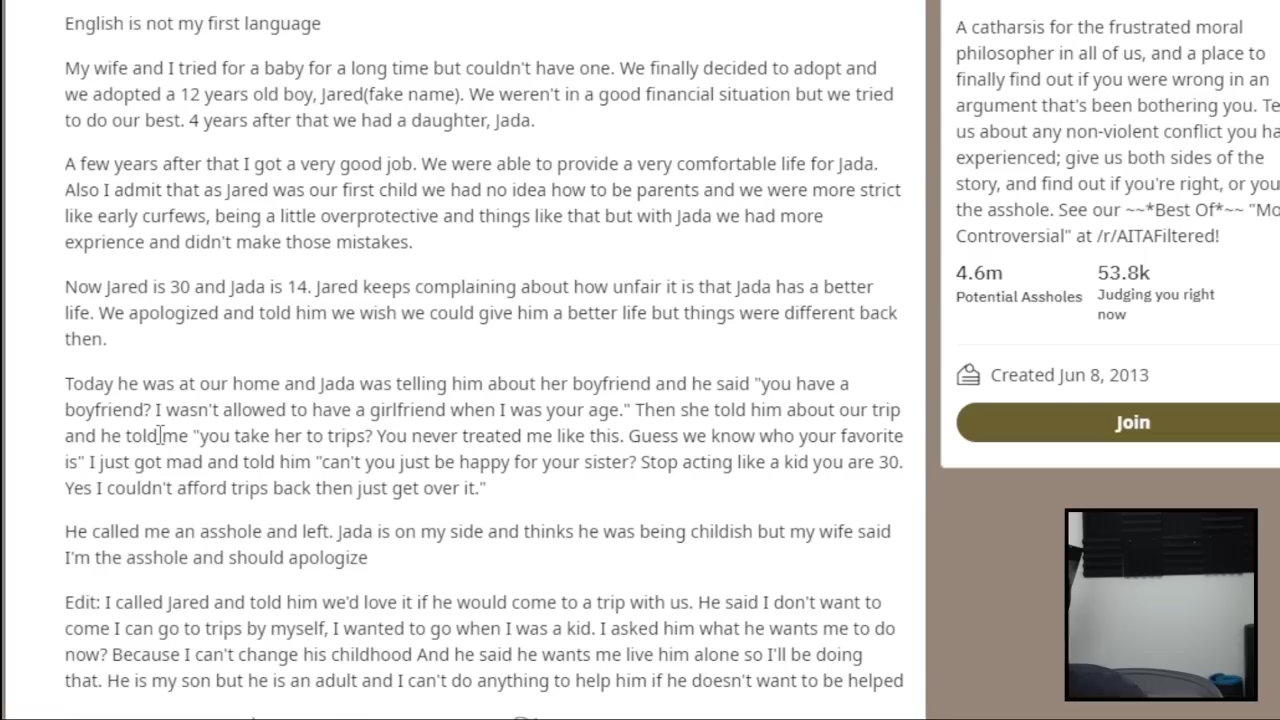 English is not my first language
My wife and I tried for a baby for a long time but couldn't have one. We finally decided to adopt and
we adopted a 12 years old boy, Jared(fake name). We weren't in a good financial situation but we tried
to do our best. 4 years after that we had a daughter, Jada.
A few years after that I got a very good job. We were able to provide a very comfortable life for Jada.
Also I admit that as Jared was our first child we had no idea how to be parents and we were more strict
like early curfews, being a little overprotective and things like that but with Jada we had more
exprience and didn't make those mistakes.
Now Jared is 30 and Jada is 14. Jared keeps complaining about how unfair it is that Jada has a better
life. We apologized and told him we wish we could give him a better life but things were different back
then.
Today he was at our home and Jada was telling him about her boyfriend and he said "you have a
boyfriend? I wasn't allowed to have a girlfriend when I was your age." Then she told him about our trip
and he told me "you take her to trips? You never treated me like this. Guess we know who your favorite
is" I just got mad and told him "can't you just be happy for your sister? Stop acting like a kid you are 30.
Yes I couldn't afford trips back then just get over it."
He called me an asshole and left. Jada is on my side and thinks he was being childish but my wife said
I'm the asshole and should apologize
Edit: I called Jared and told him we'd love it if he would come to a trip with us. He said I don't want to
come I can go to trips by myself, I wanted to go when I was a kid. I asked him what he wants me to do
now? Because I can't change his childhood And he said he wants me live him alone so I'll be doing
that. He is my son but he is an adult and I can't do anything to help him if he doesn't want to be helped
A catharsis for the frustrated moral
philosopher in all of us, and a place to
finally find out if you were wrong in an
argument that's been bothering you. Te
us about any non-violent conflict you ha
experienced; give us both sides of the
story, and find out if you're right, or you
the asshole. See our ~~*Best Of*~~ "Mo
Controversial" at /r/AITAFiltered!
4.6m 53.8k
Potential Assholes Judging you right
now
Created Jun 8, 2013
Join